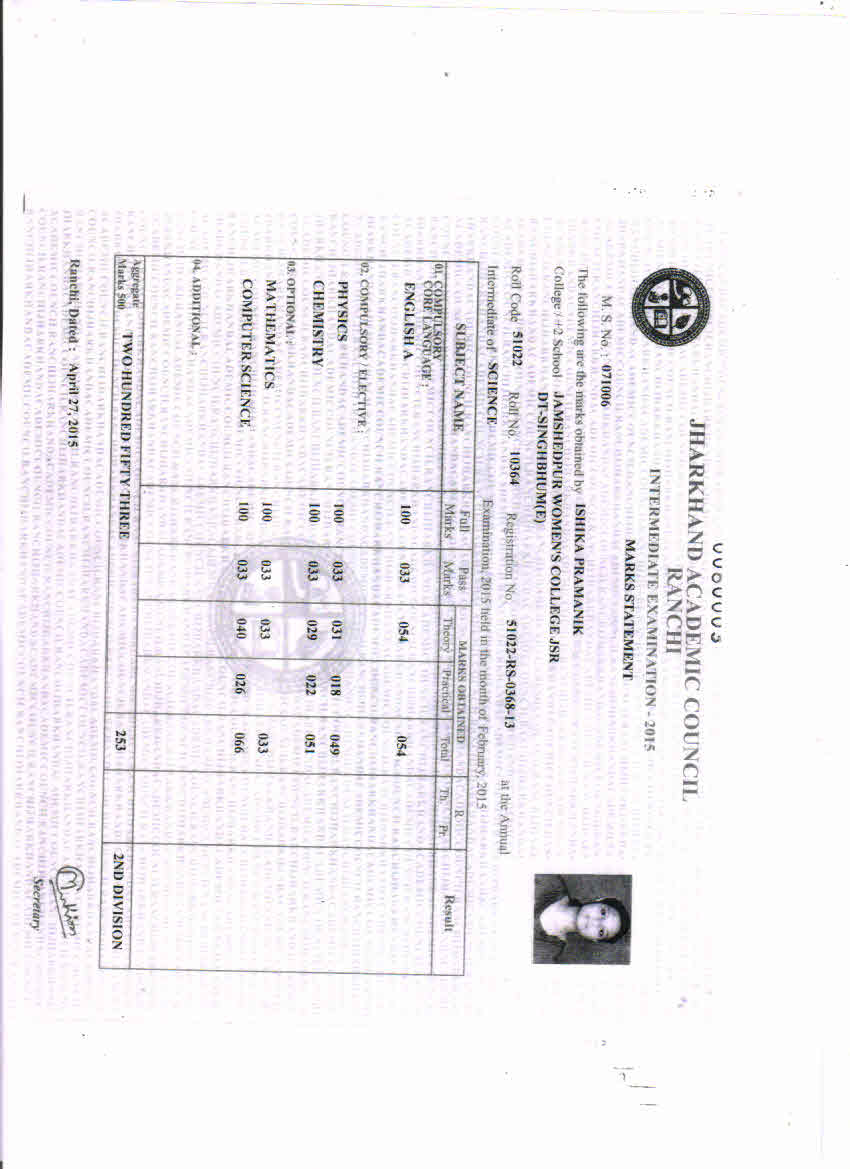 0080003
JHARKHAND ACADEMIC COUNCIL
RANCHI
INTERMEDIATE EXAMINATION - 2015
MARKS STATEMENT
M. S. No. : 071006
The following are the marks obtained by ISHIKA PRAMANIK
College / +2 School JAMSHEDPUR WOMEN'S COLLEGE JSR
DT-SINGHBHUM(E)
Roll Code 51022 Roll No. 10364 Registration No. 51022-RS-0368-13 at the Annual
Intermediate of SCIENCE Examination, 2015 held in the month of February, 2015
SUBJECT NAME Full Marks Pass Marks MARKS OBTAINED R Result
Theory Practical Total Th. Pr.
01. COMPULSORY
CORE LANGUAGE :
ENGLISH A 100 033 054 054
02. COMPULSORY / ELECTIVE :
PHYSICS 100 033 031 018 049
CHEMISTRY 100 033 029 022 051
03. OPTIONAL :
MATHEMATICS 100 033 033 033
COMPUTER SCIENCE 100 033 040 026 066
04. ADDITIONAL :
Aggregate
Marks 500 TWO HUNDRED FIFTY THREE 253 2ND DIVISION
Ranchi, Dated : April 27, 2015
Secretary